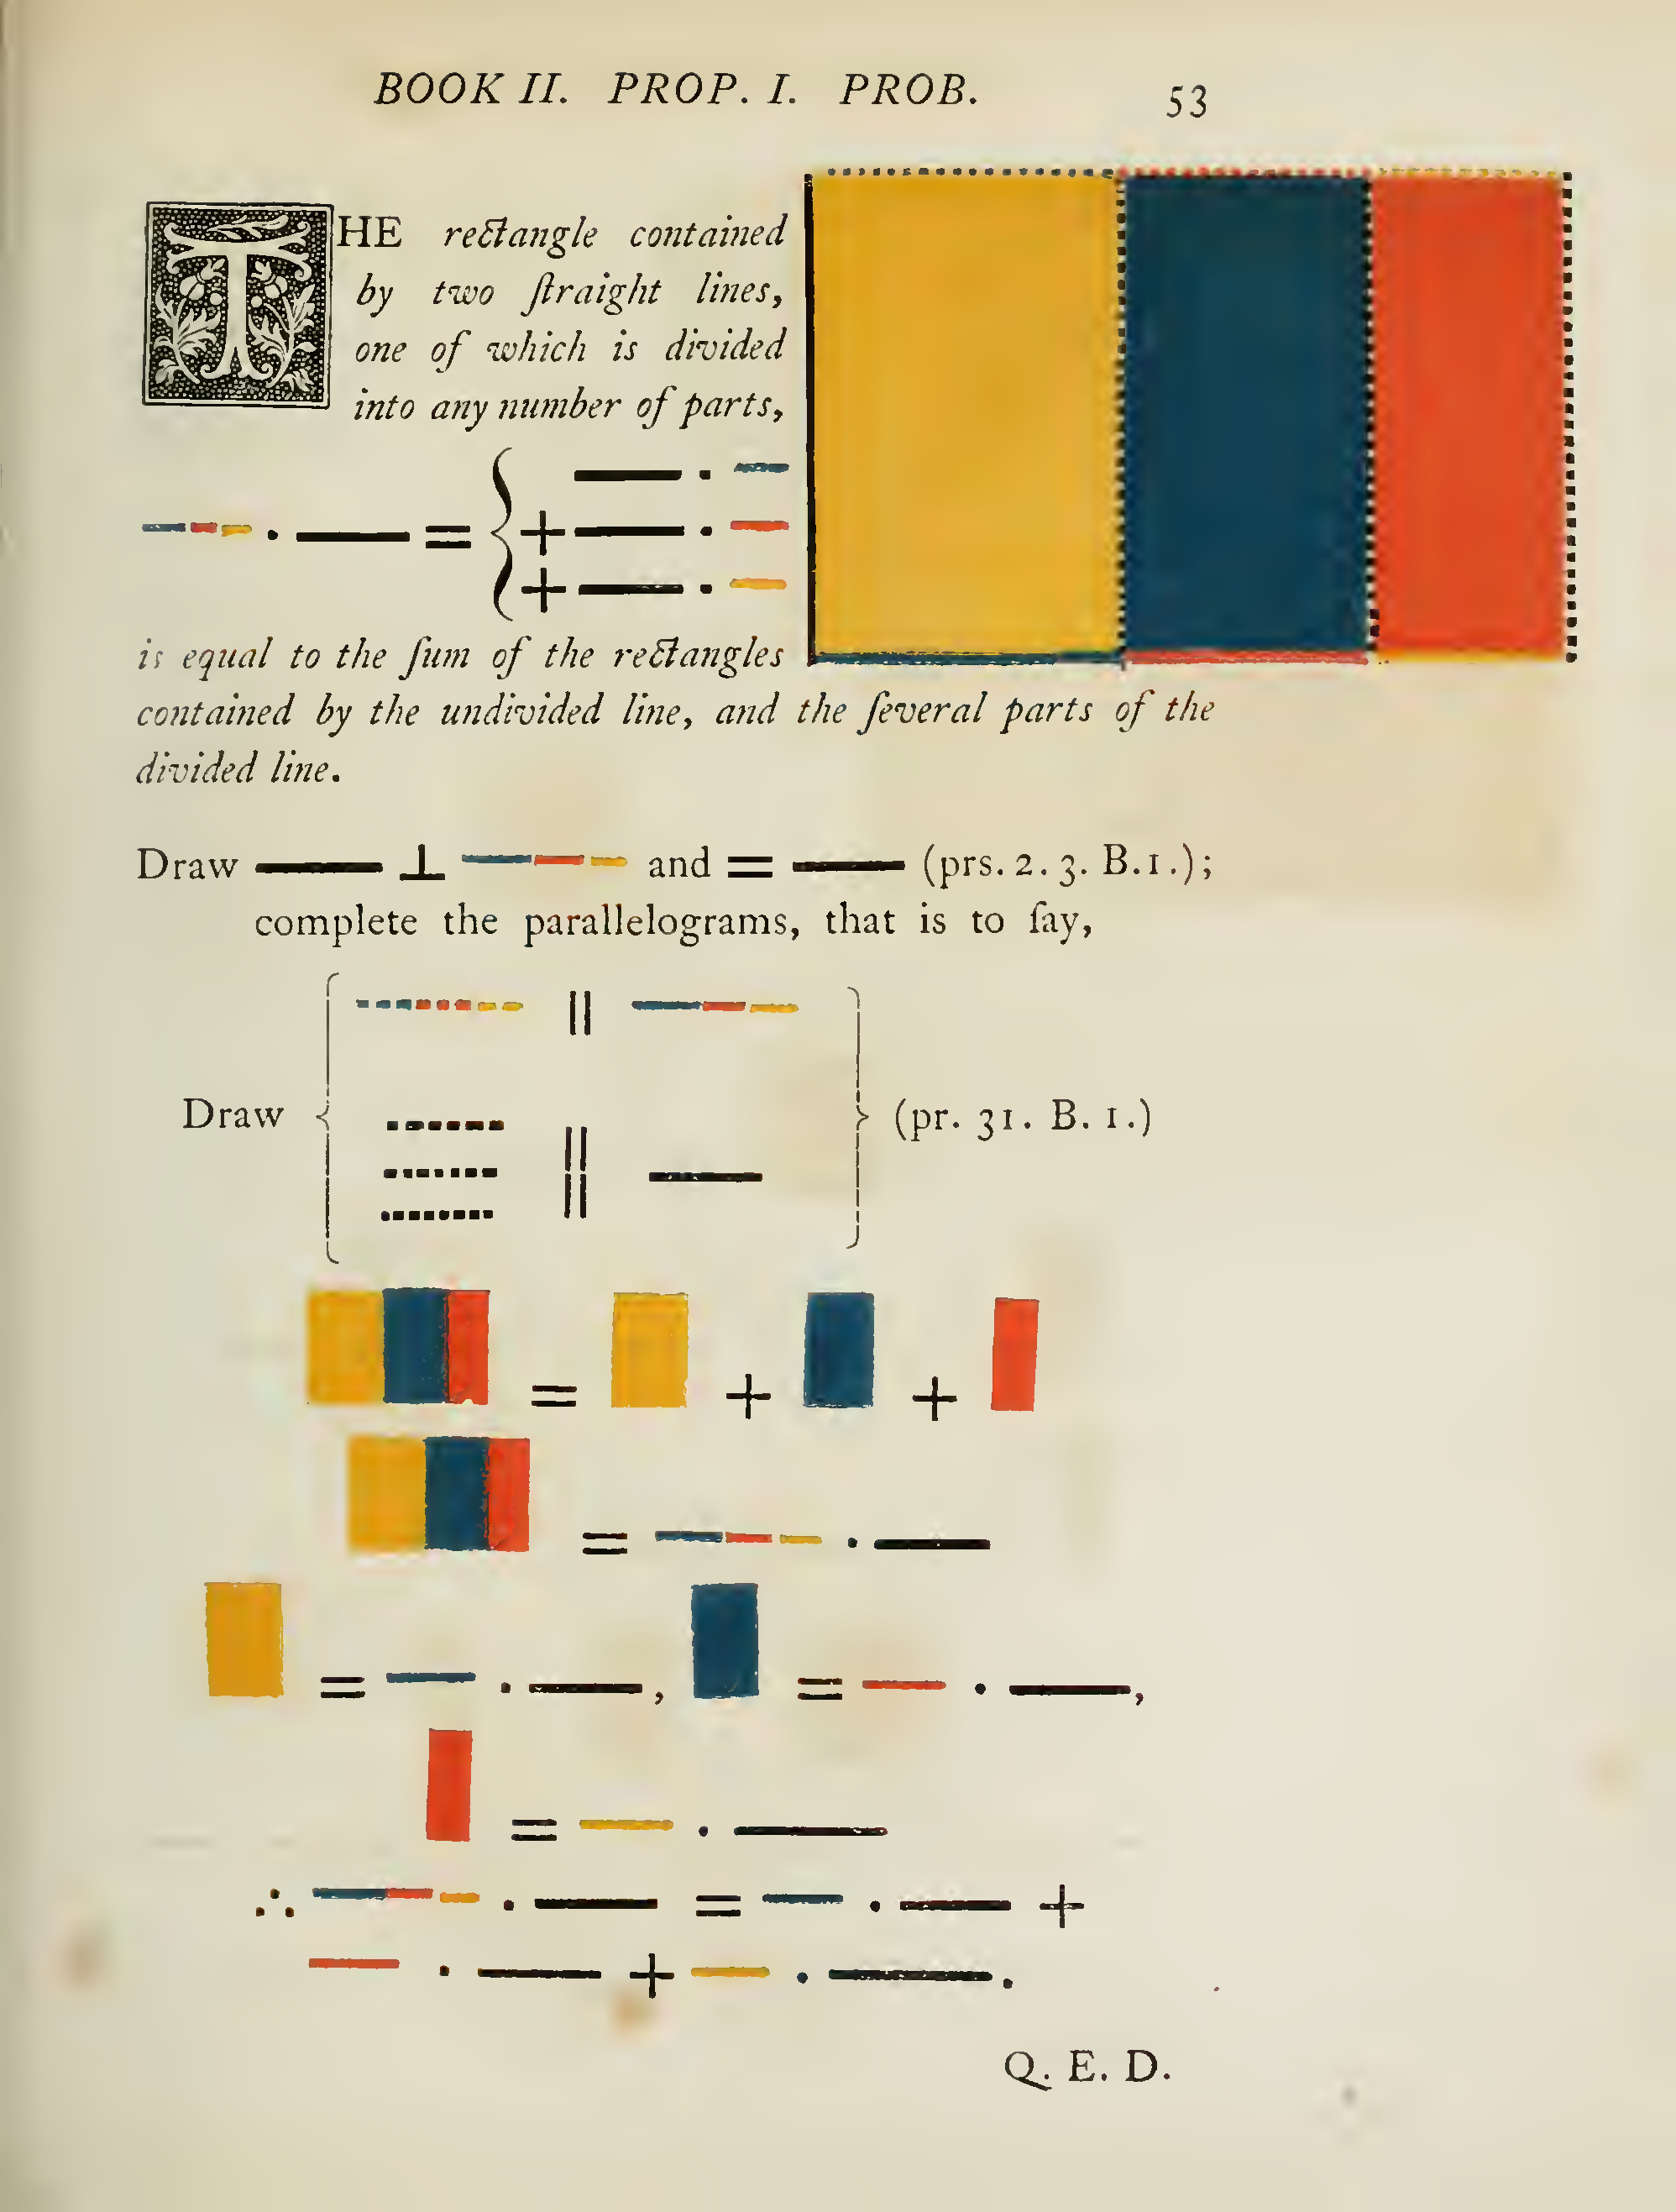 BOOK II. PROP. I. PROB. 53
THE rectangle contained
by two ſtraight lines,
one of which is divided
into any number of parts,
· = { ·
+ ·
+ ·
is equal to the ſum of the rectangles
contained by the undivided line, and the ſeveral parts of the
divided line.
Draw ⊥ and = (prs. 2. 3. B.1.);
complete the parallelograms, that is to ſay,
||
Draw { } (pr. 31. B. 1.)
||
= + +
= ·
= · , = · ,
= ·
∴ · = · +
· + · .
Q. E. D.